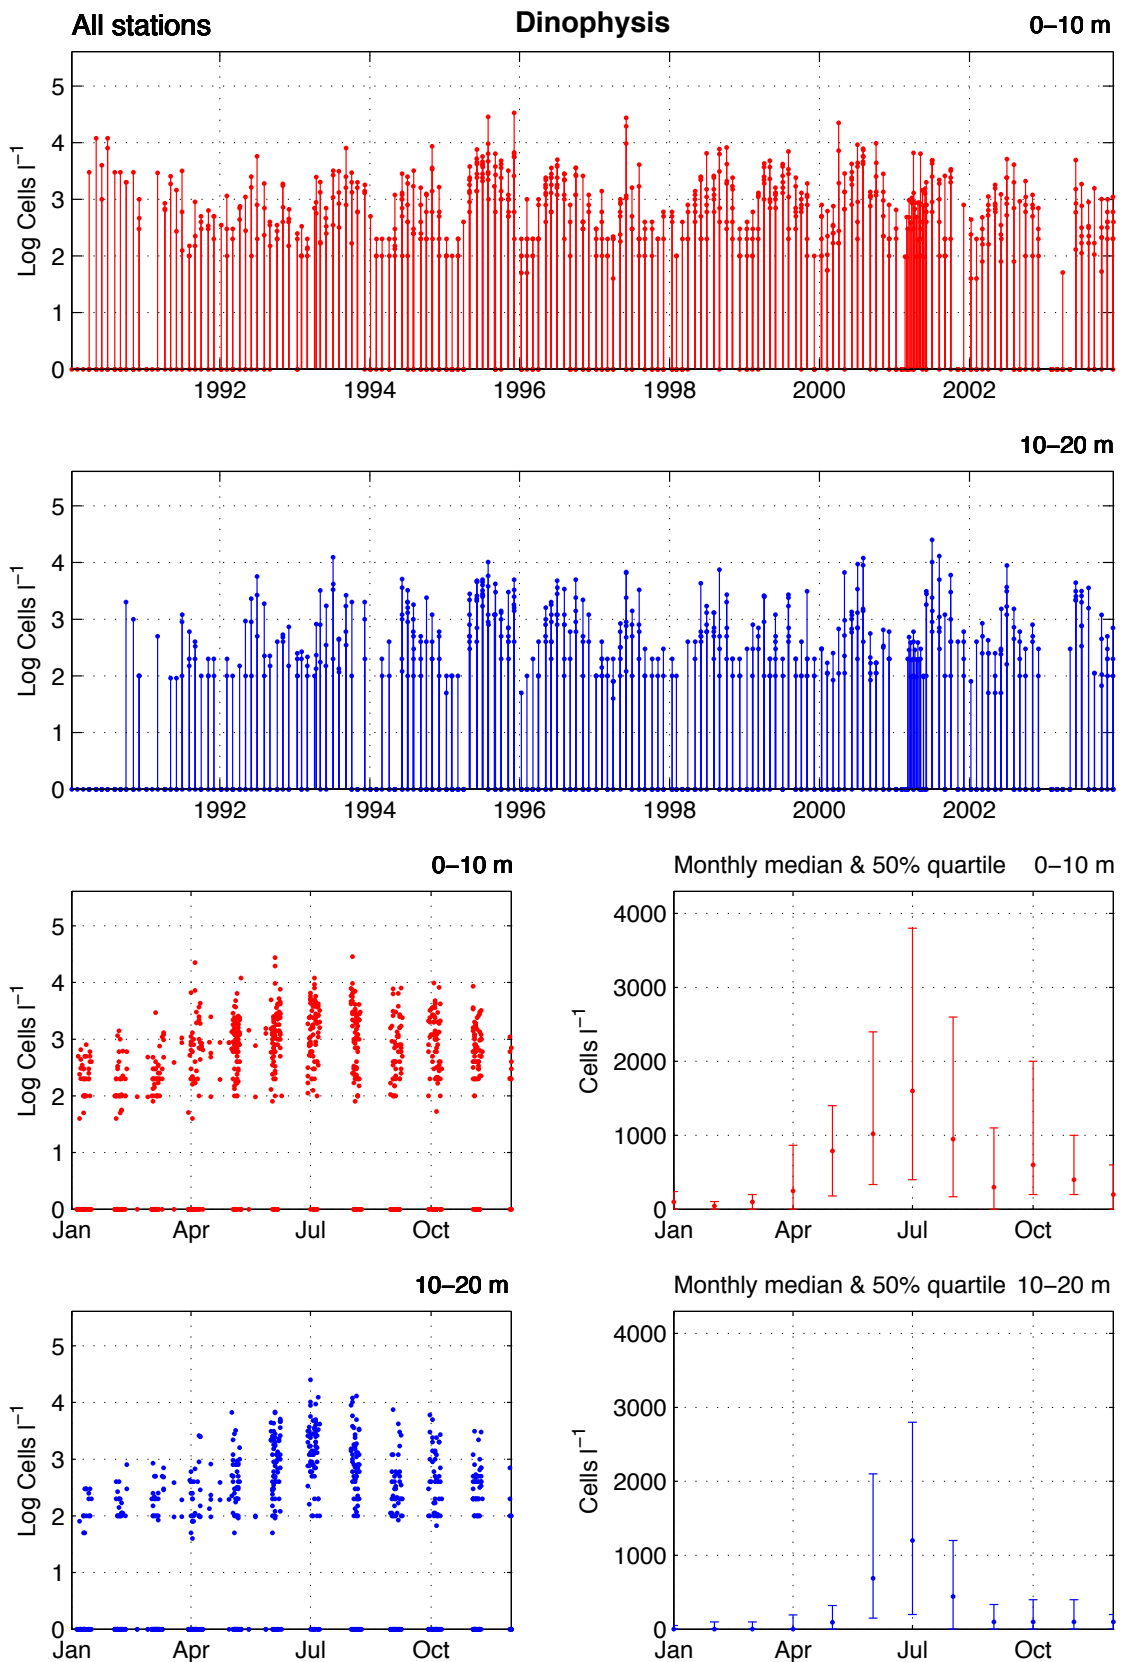 All stations Dinophysis 0–10 m
5
4
3
2
1
0
Log Cells l⁻¹
1992 1994 1996 1998 2000 2002
10–20 m
5
4
3
2
1
0
Log Cells l⁻¹
1992 1994 1996 1998 2000 2002
0–10 m
5
4
3
2
1
0
Log Cells l⁻¹
Jan Apr Jul Oct
Monthly median & 50% quartile 0–10 m
4000
3000
2000
1000
0
Cells l⁻¹
Jan Apr Jul Oct
10–20 m
5
4
3
2
1
0
Log Cells l⁻¹
Jan Apr Jul Oct
Monthly median & 50% quartile 10–20 m
4000
3000
2000
1000
0
Cells l⁻¹
Jan Apr Jul Oct